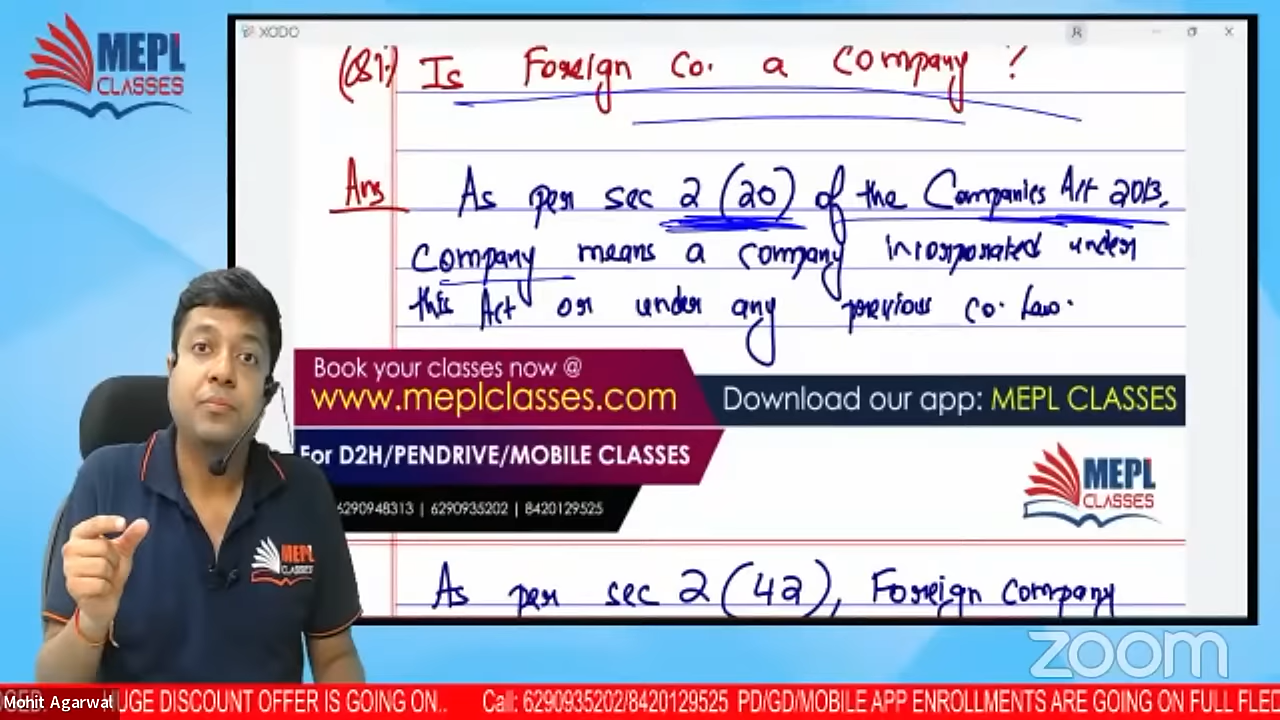 MEPL
CLASSES
XODO
(Q1:) Is Foreign Co. a Company ?
Ans As per sec 2 (20) of the Companies Act 2013,
Company means a company incorporated under
this Act or under any previous co. Law.
Book your classes now @
www.meplclasses.com
Download our app: MEPL CLASSES
For D2H/PENDRIVE/MOBILE CLASSES
6290948313 | 6290935202 | 8420129525
MEPL
CLASSES
MEPL
CLASSES
As per sec 2 (42), Foreign company
zoom
Mohit Agarwal
HUGE DISCOUNT OFFER IS GOING ON.. Call: 6290935202/8420129525 PD/GD/MOBILE APP ENROLLMENTS ARE GOING ON FULL FLED